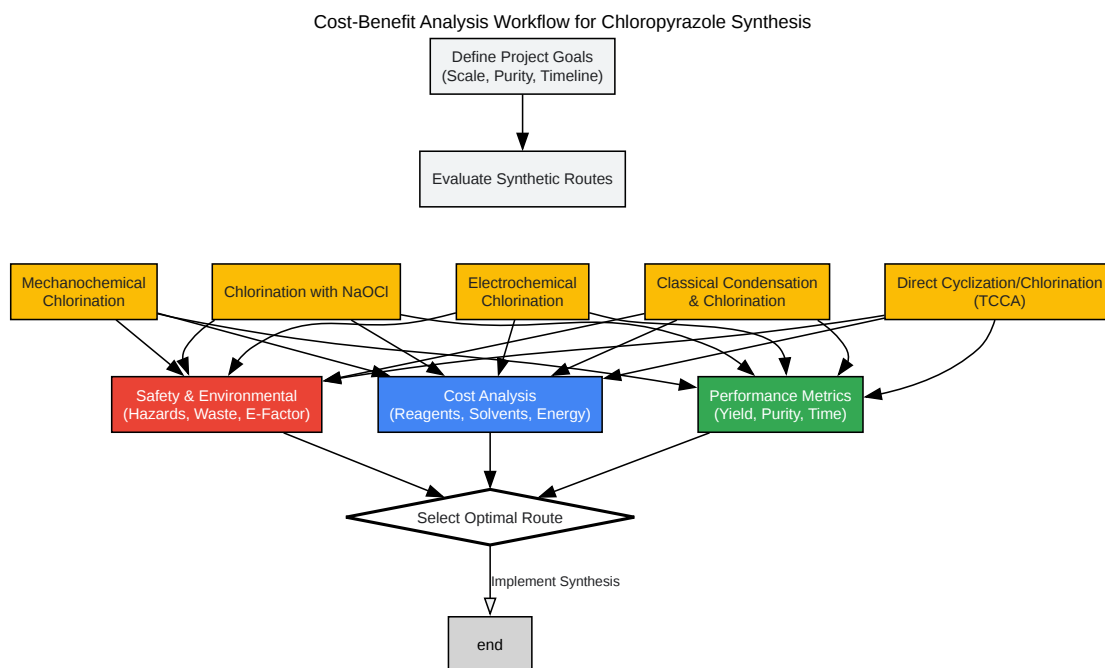 Cost-Benefit Analysis Workflow for Chloropyrazole Synthesis
Define Project Goals
(Scale, Purity, Timeline)
Evaluate Synthetic Routes
Mechanochemical
Chlorination
Chlorination with NaOCl
Electrochemical
Chlorination
Classical Condensation
& Chlorination
Direct Cyclization/Chlorination
(TCCA)
Safety & Environmental
(Hazards, Waste, E-Factor)
Cost Analysis
(Reagents, Solvents, Energy)
Performance Metrics
(Yield, Purity, Time)
Select Optimal Route
Implement Synthesis
end